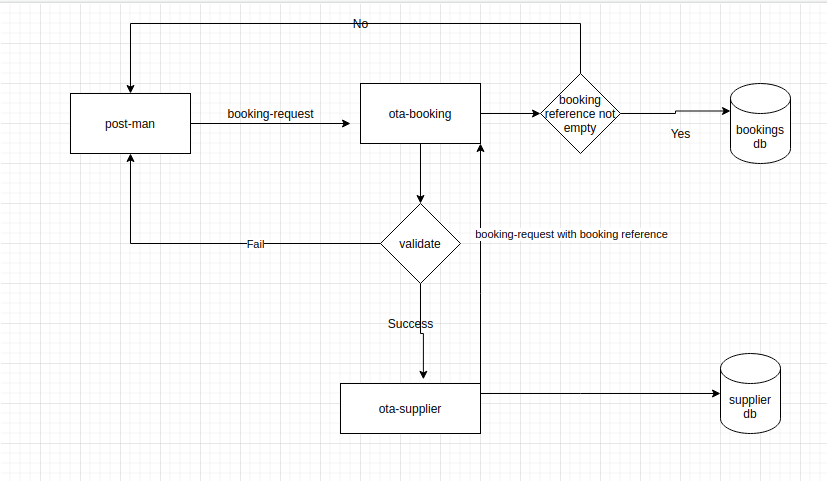 No
post-man
booking-request
ota-booking
booking
reference not
empty
Yes
bookings
db
Fail
validate
booking-request with booking reference
Success
ota-supplier
supplier
db